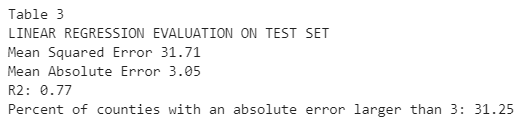 Table 3
LINEAR REGRESSION EVALUATION ON TEST SET
Mean Squared Error 31.71
Mean Absolute Error 3.05
R2: 0.77
Percent of counties with an absolute error larger than 3: 31.25